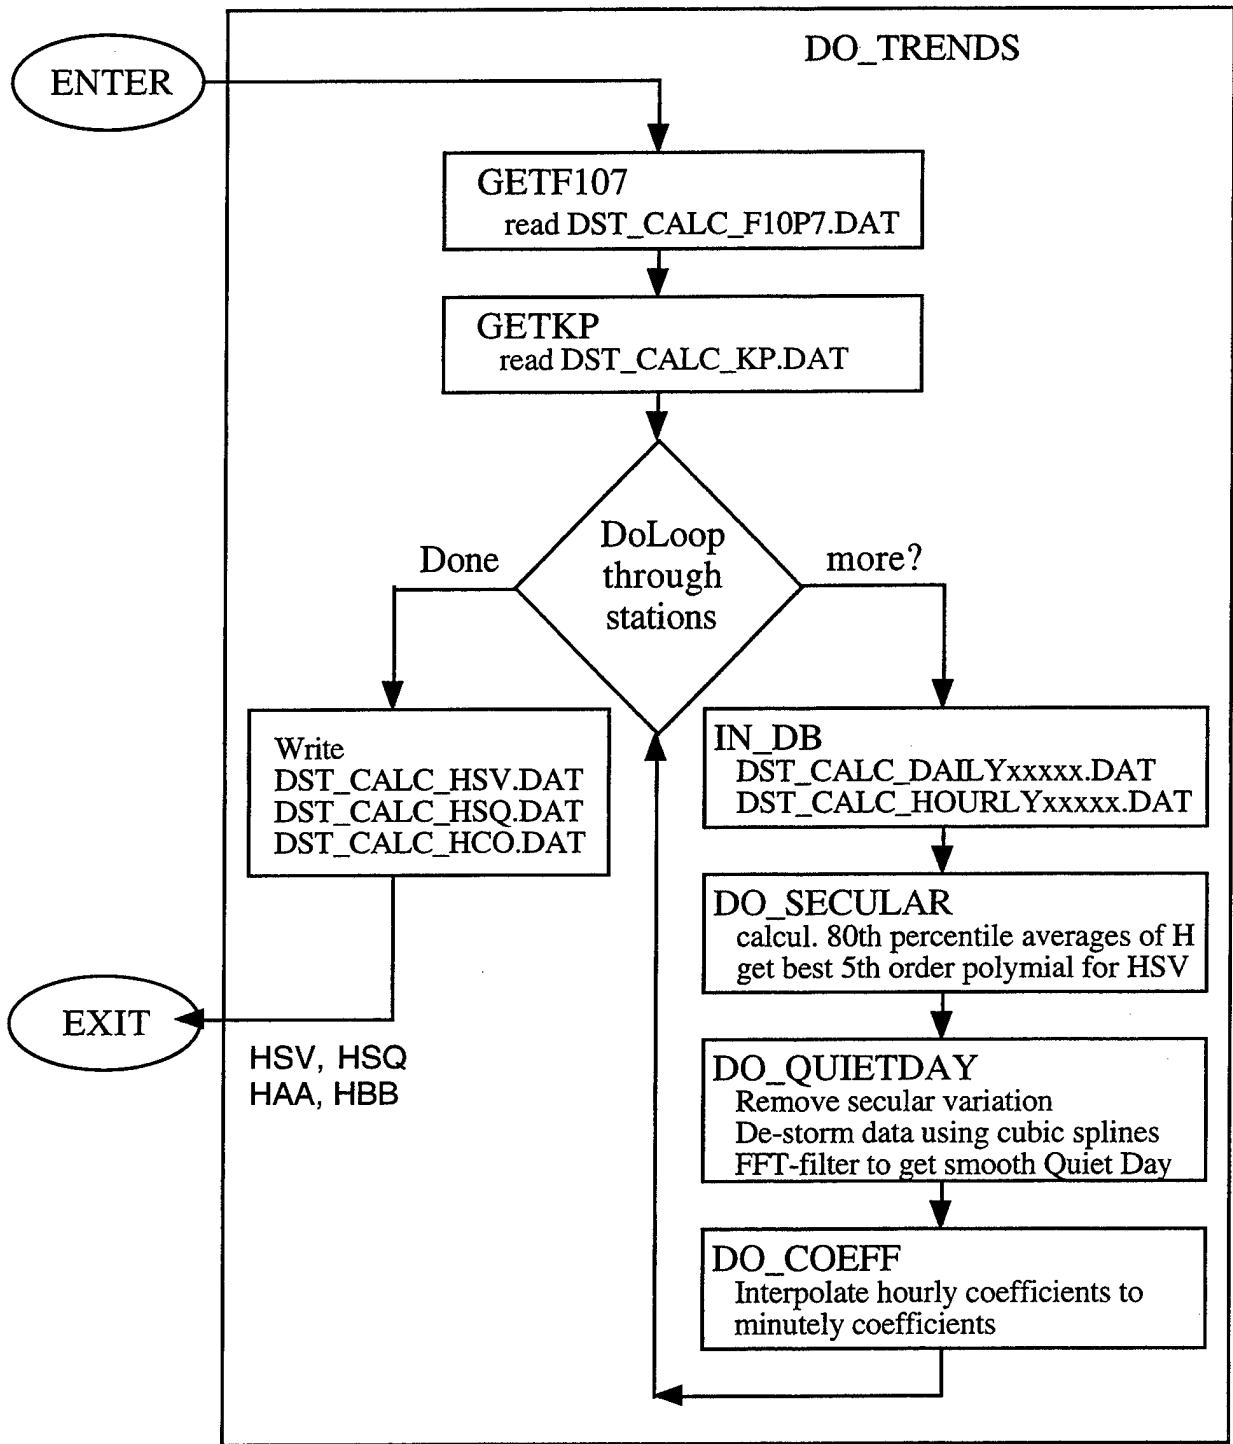 DO_TRENDS
ENTER
GETF107
read DST_CALC_F10P7.DAT
GETKP
read DST_CALC_KP.DAT
DoLoop
through
stations
Done
more?
Write
DST_CALC_HSV.DAT
DST_CALC_HSQ.DAT
DST_CALC_HCO.DAT
IN_DB
DST_CALC_DAILYxxxxx.DAT
DST_CALC_HOURLYxxxxx.DAT
DO_SECULAR
calcul. 80th percentile averages of H
get best 5th order polymial for HSV
EXIT
HSV, HSQ
HAA, HBB
DO_QUIETDAY
Remove secular variation
De-storm data using cubic splines
FFT-filter to get smooth Quiet Day
DO_COEFF
Interpolate hourly coefficients to
minutely coefficients